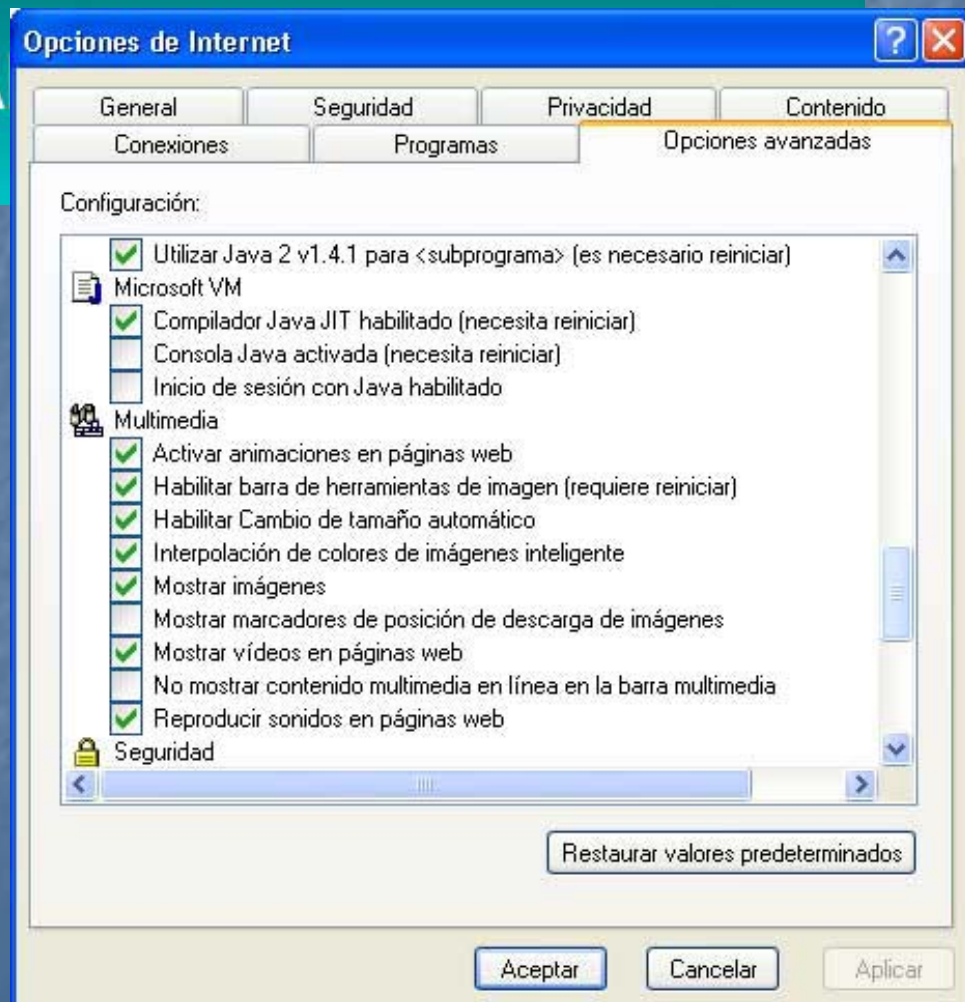 Opciones de Internet
General Seguridad Privacidad Contenido
Conexiones Programas Opciones avanzadas
Configuración:
Utilizar Java 2 v1.4.1 para <subprograma> (es necesario reiniciar)
Microsoft VM
Compilador Java JIT habilitado (necesita reiniciar)
Consola Java activada (necesita reiniciar)
Inicio de sesión con Java habilitado
Multimedia
Activar animaciones en páginas web
Habilitar barra de herramientas de imagen (requiere reiniciar)
Habilitar Cambio de tamaño automático
Interpolación de colores de imágenes inteligente
Mostrar imágenes
Mostrar marcadores de posición de descarga de imágenes
Mostrar vídeos en páginas web
No mostrar contenido multimedia en línea en la barra multimedia
Reproducir sonidos en páginas web
Seguridad
Restaurar valores predeterminados
Aceptar Cancelar Aplicar